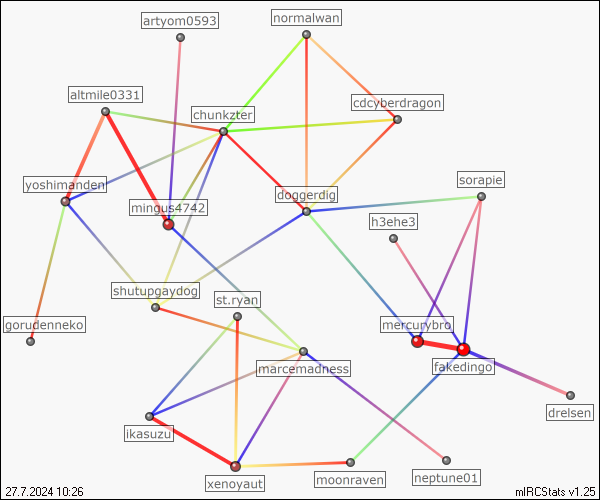 normalwan
artyom0593
altmile0331
cdcyberdragon
chunkzter
sorapie
yoshimanden
doggerdig
mingus4742
h3ehe3
shutupgaydog
st.ryan
gorudenneko
mercurybro
marcemadness
fakedingo
drelsen
ikasuzu
neptune01
moonraven
xenoyaut
27.7.2024 10:26
mIRCStats v1.25